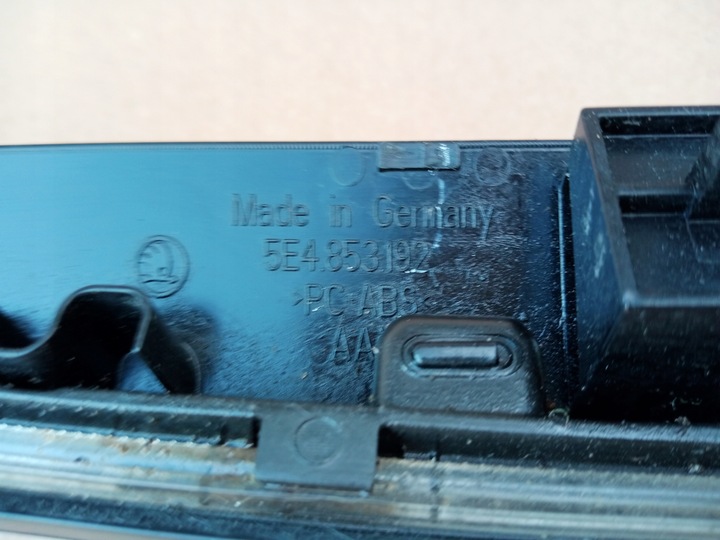 Made in Germany
5E4.853192
>PC ABS<
AA